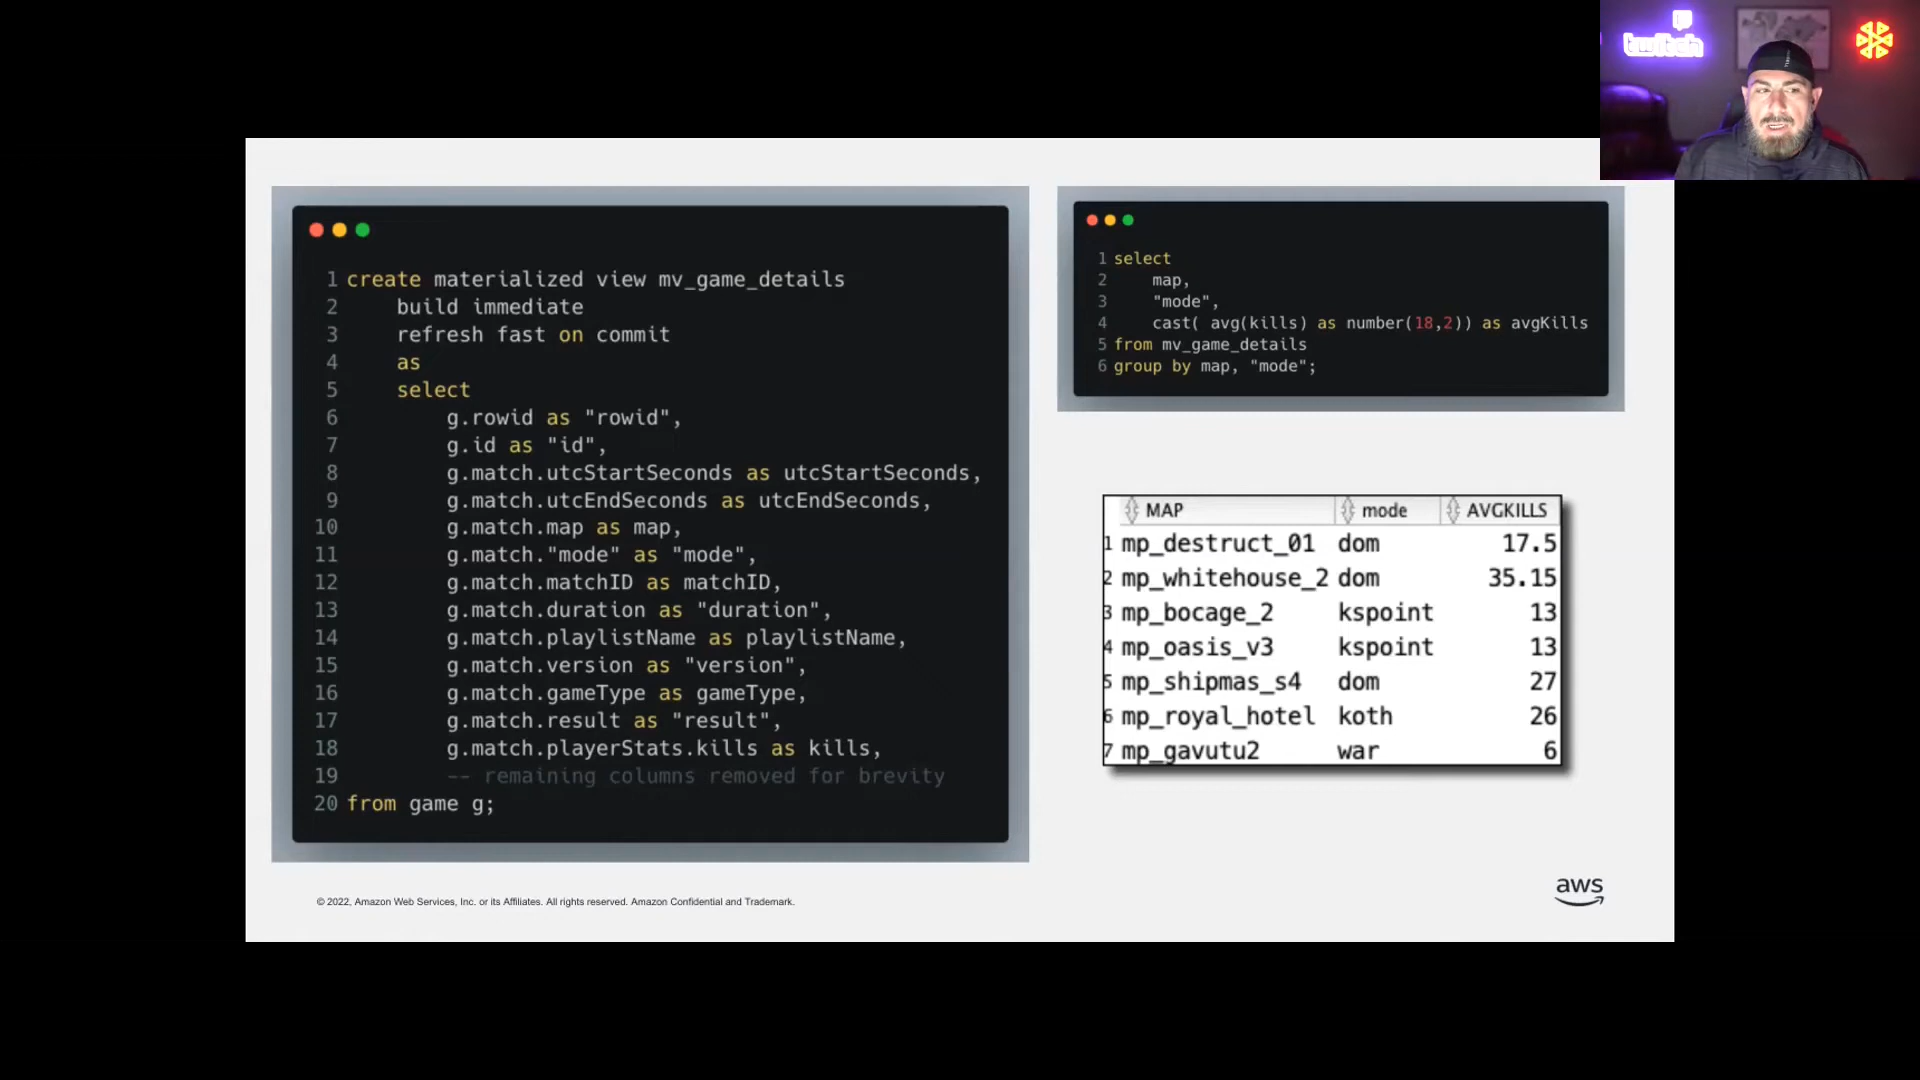 twitch
1 create materialized view mv_game_details
2 build immediate
3 refresh fast on commit
4 as
5 select
6 g.rowid as "rowid",
7 g.id as "id",
8 g.match.utcStartSeconds as utcStartSeconds,
9 g.match.utcEndSeconds as utcEndSeconds,
10 g.match.map as map,
11 g.match."mode" as "mode",
12 g.match.matchID as matchID,
13 g.match.duration as "duration",
14 g.match.playlistName as playlistName,
15 g.match.version as "version",
16 g.match.gameType as gameType,
17 g.match.result as "result",
18 g.match.playerStats.kills as kills,
19 -- remaining columns removed for brevity
20 from game g;
1 select
2 map,
3 "mode",
4 cast( avg(kills) as number(18,2)) as avgKills
5 from mv_game_details
6 group by map, "mode";
MAP mode AVGKILLS
1 mp_destruct_01 dom 17.5
2 mp_whitehouse_2 dom 35.15
3 mp_bocage_2 kspoint 13
4 mp_oasis_v3 kspoint 13
5 mp_shipmas_s4 dom 27
6 mp_royal_hotel koth 26
7 mp_gavutu2 war 6
© 2022, Amazon Web Services, Inc. or its Affiliates. All rights reserved. Amazon Confidential and Trademark.
aws